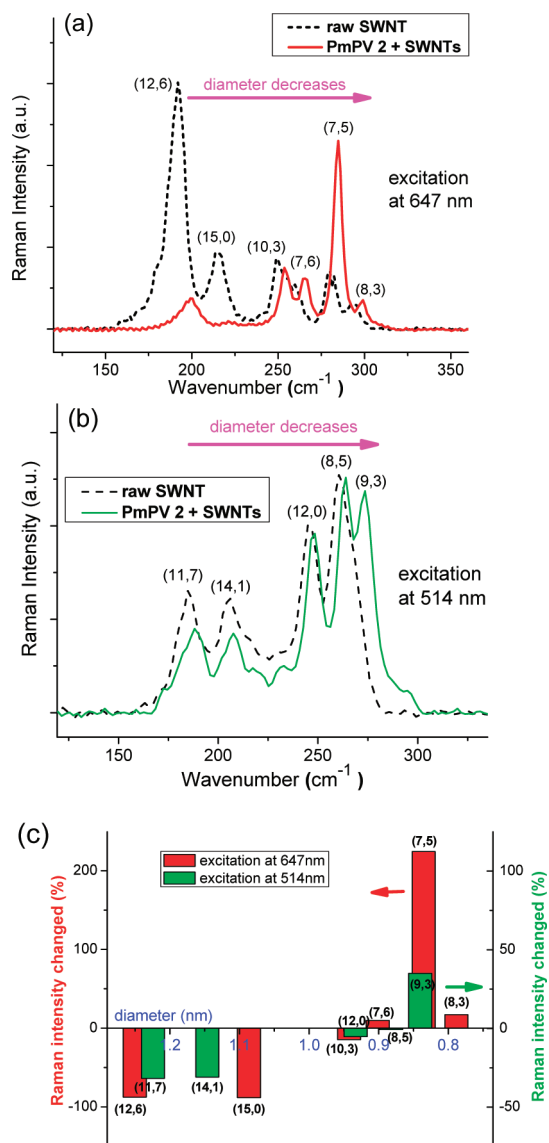 (a)
raw SWNT
PmPV 2 + SWNTs
(12,6)
diameter decreases
(7,5)
excitation
at 647 nm
(15,0)
(10,3)
(7,6)
(8,3)
Raman Intensity (a.u.)
150 200 250 300 350
Wavenumber (cm-1)
(b)
diameter decreases
raw SWNT
PmPV 2 + SWNTs
(8,5)
(9,3)
(12,0)
(11,7)
(14,1)
excitation
at 514 nm
Raman Intensity (a.u.)
150 200 250 300
Wavenumber (cm-1)
(c)
excitation at 647nm
excitation at 514nm
(7,5)
(9,3)
(8,3)
(7,6)
(12,0)
(10,3)
(8,5)
diameter (nm)
1.2 1.1 1.0 0.9 0.8
(11,7)
(14,1)
(12,6)
(15,0)
Raman intensity changed (%)
200
100
0
-100
Raman intensity changed (%)
100
50
0
-50